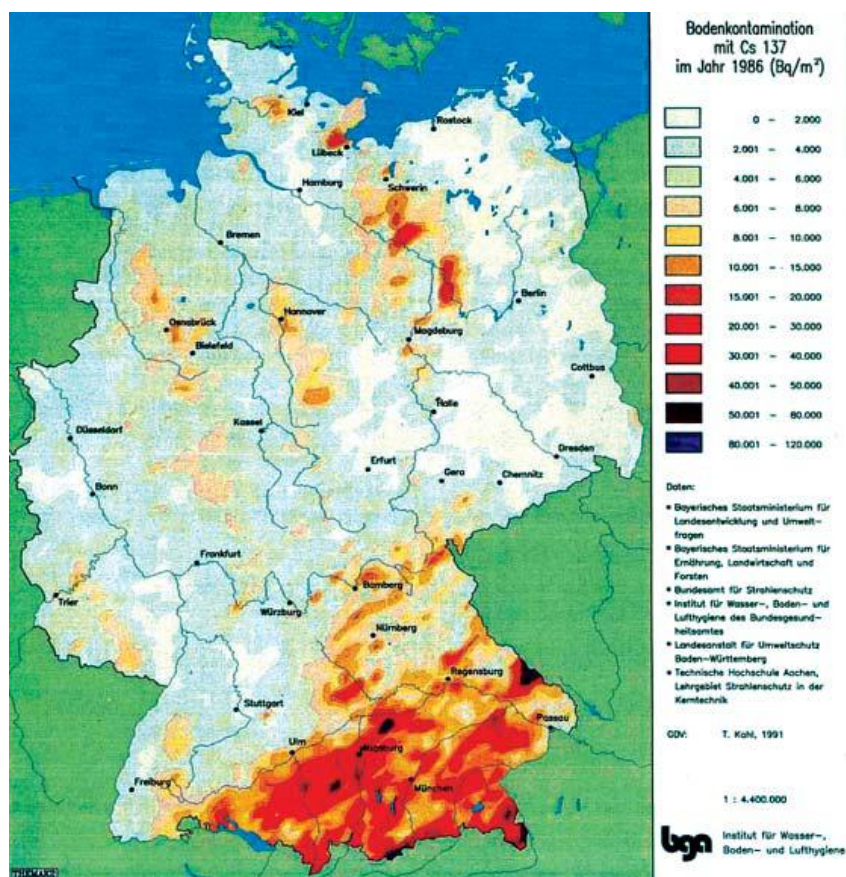 Bodenkontamination
mit Cs 137
im Jahr 1986 (Bq/m²)
0 – 2.000
2.001 – 4.000
4.001 – 6.000
6.001 – 8.000
8.001 – 10.000
10.001 – 15.000
15.001 – 20.000
20.001 – 30.000
30.001 – 40.000
40.001 – 50.000
50.001 – 80.000
80.001 – 120.000
Daten:
• Bayerisches Staatsministerium für
Landesentwicklung und Umwelt–
fragen
• Bayerisches Staatsministerium für
Ernährung, Landwirtschaft und
Forsten
• Bundesamt für Strahlenschutz
• Institut für Wasser–, Boden– und
Lufthygiene des Bundesgesund–
heitsamtes
• Landesanstalt für Umweltschutz
Baden–Württemberg
• Technische Hochschule Aachen,
Lehrgebiet Strahlenschutz in der
Kerntechnik
GDV: T. Kahl, 1991
1 : 4.400.000
bga Institut für Wasser–,
Boden– und Lufthygiene
Kiel
Rostock
Lübeck
Schwerin
Hamburg
Bremen
Berlin
Hannover
Osnabrück
Magdeburg
Bielefeld
Cottbus
Halle
Düsseldorf
Kassel
Dresden
Erfurt
Gera
Chemnitz
Bonn
Frankfurt
Bamberg
Trier
Würzburg
Nürnberg
Regensburg
Stuttgart
Passau
Ulm
Augsburg
München
Freiburg